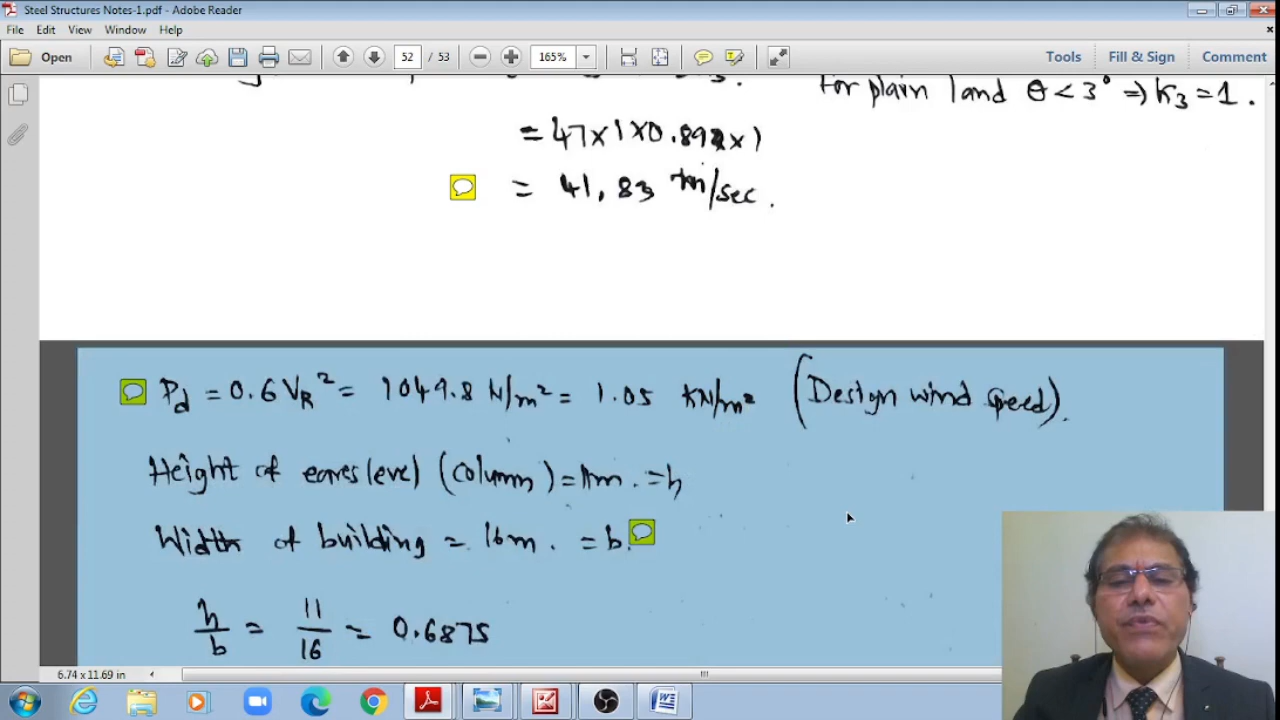 Steel Structures Notes-1.pdf - Adobe Reader
File Edit View Window Help
Open 52 / 53 165% Tools Fill & Sign Comment
For plain land θ < 3° => K3 = 1.
= 47 x 1 x 0.89 x 1
= 41.83 m/sec.
Pd = 0.6 VR² = 1049.8 N/m² = 1.05 KN/m² (Design wind speed).
Height of eaves level (column) = 11m. = h
Width of building = 16m. = b.
h/b = 11/16 = 0.6875
6.74 x 11.69 in